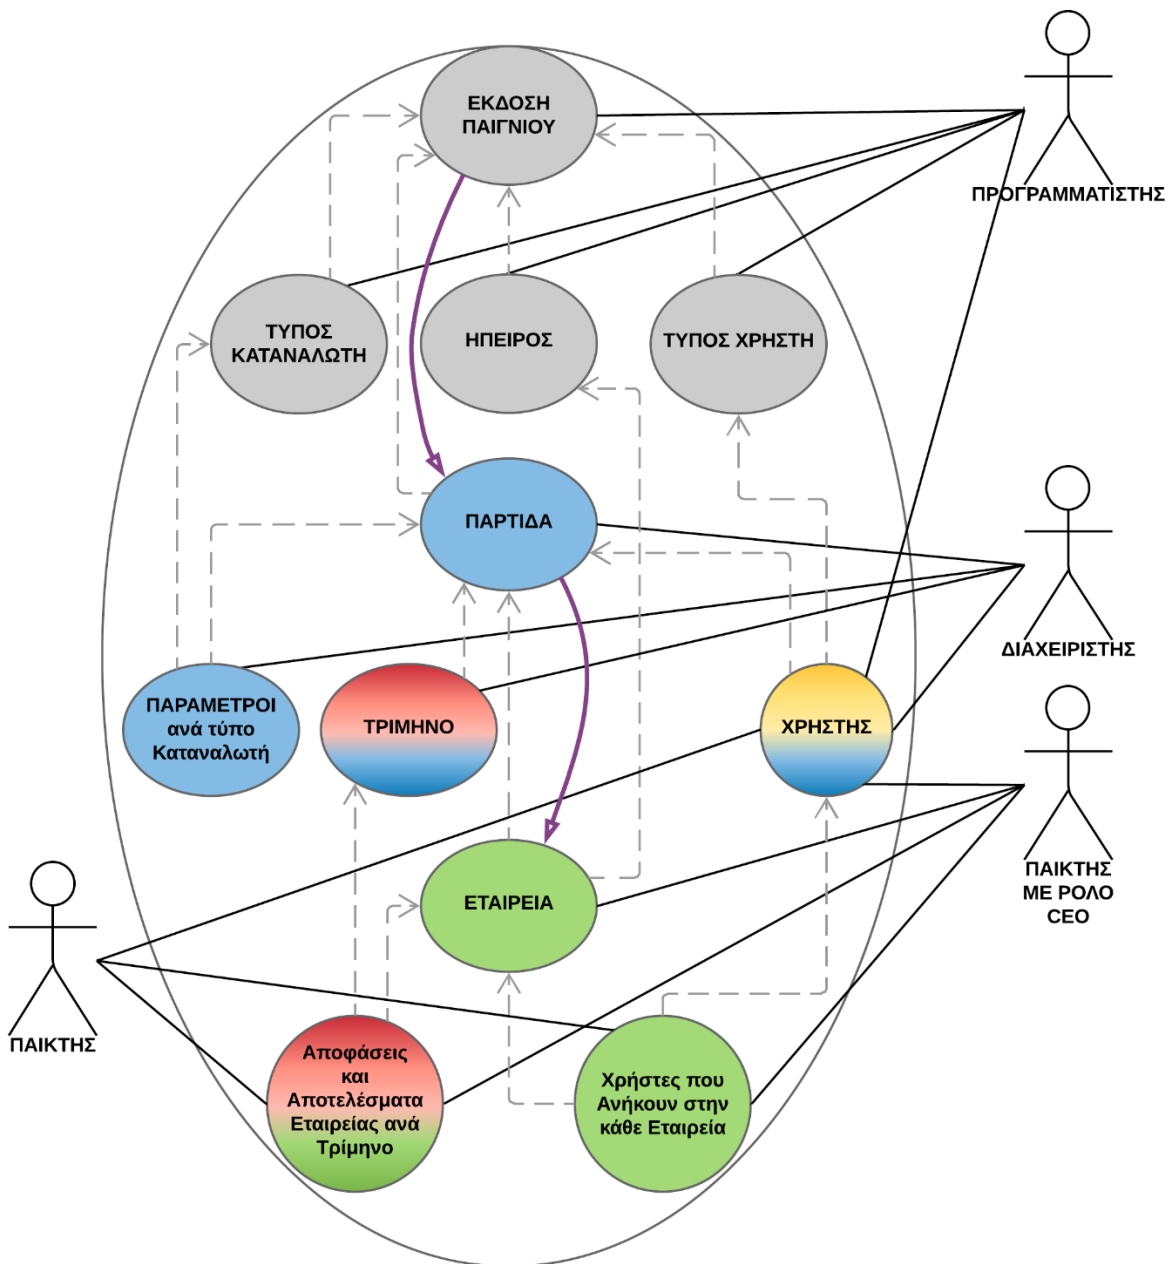 ΕΚΔΟΣΗ
ΠΑΙΓΝΙΟΥ
ΠΡΟΓΡΑΜΜΑΤΙΣΤΗΣ
ΤΥΠΟΣ
ΚΑΤΑΝΑΛΩΤΗ
ΗΠΕΙΡΟΣ
ΤΥΠΟΣ ΧΡΗΣΤΗ
ΠΑΡΤΙΔΑ
ΔΙΑΧΕΙΡΙΣΤΗΣ
ΠΑΡΑΜΕΤΡΟΙ
ανά τύπο
Καταναλωτή
ΤΡΙΜΗΝΟ
ΧΡΗΣΤΗΣ
ΠΑΙΚΤΗΣ
ΜΕ ΡΟΛΟ
CEO
ΕΤΑΙΡΕΙΑ
ΠΑΙΚΤΗΣ
Αποφάσεις
και
Αποτελέσματα
Εταιρείας ανά
Τρίμηνο
Χρήστες που
Ανήκουν στην
κάθε Εταιρεία